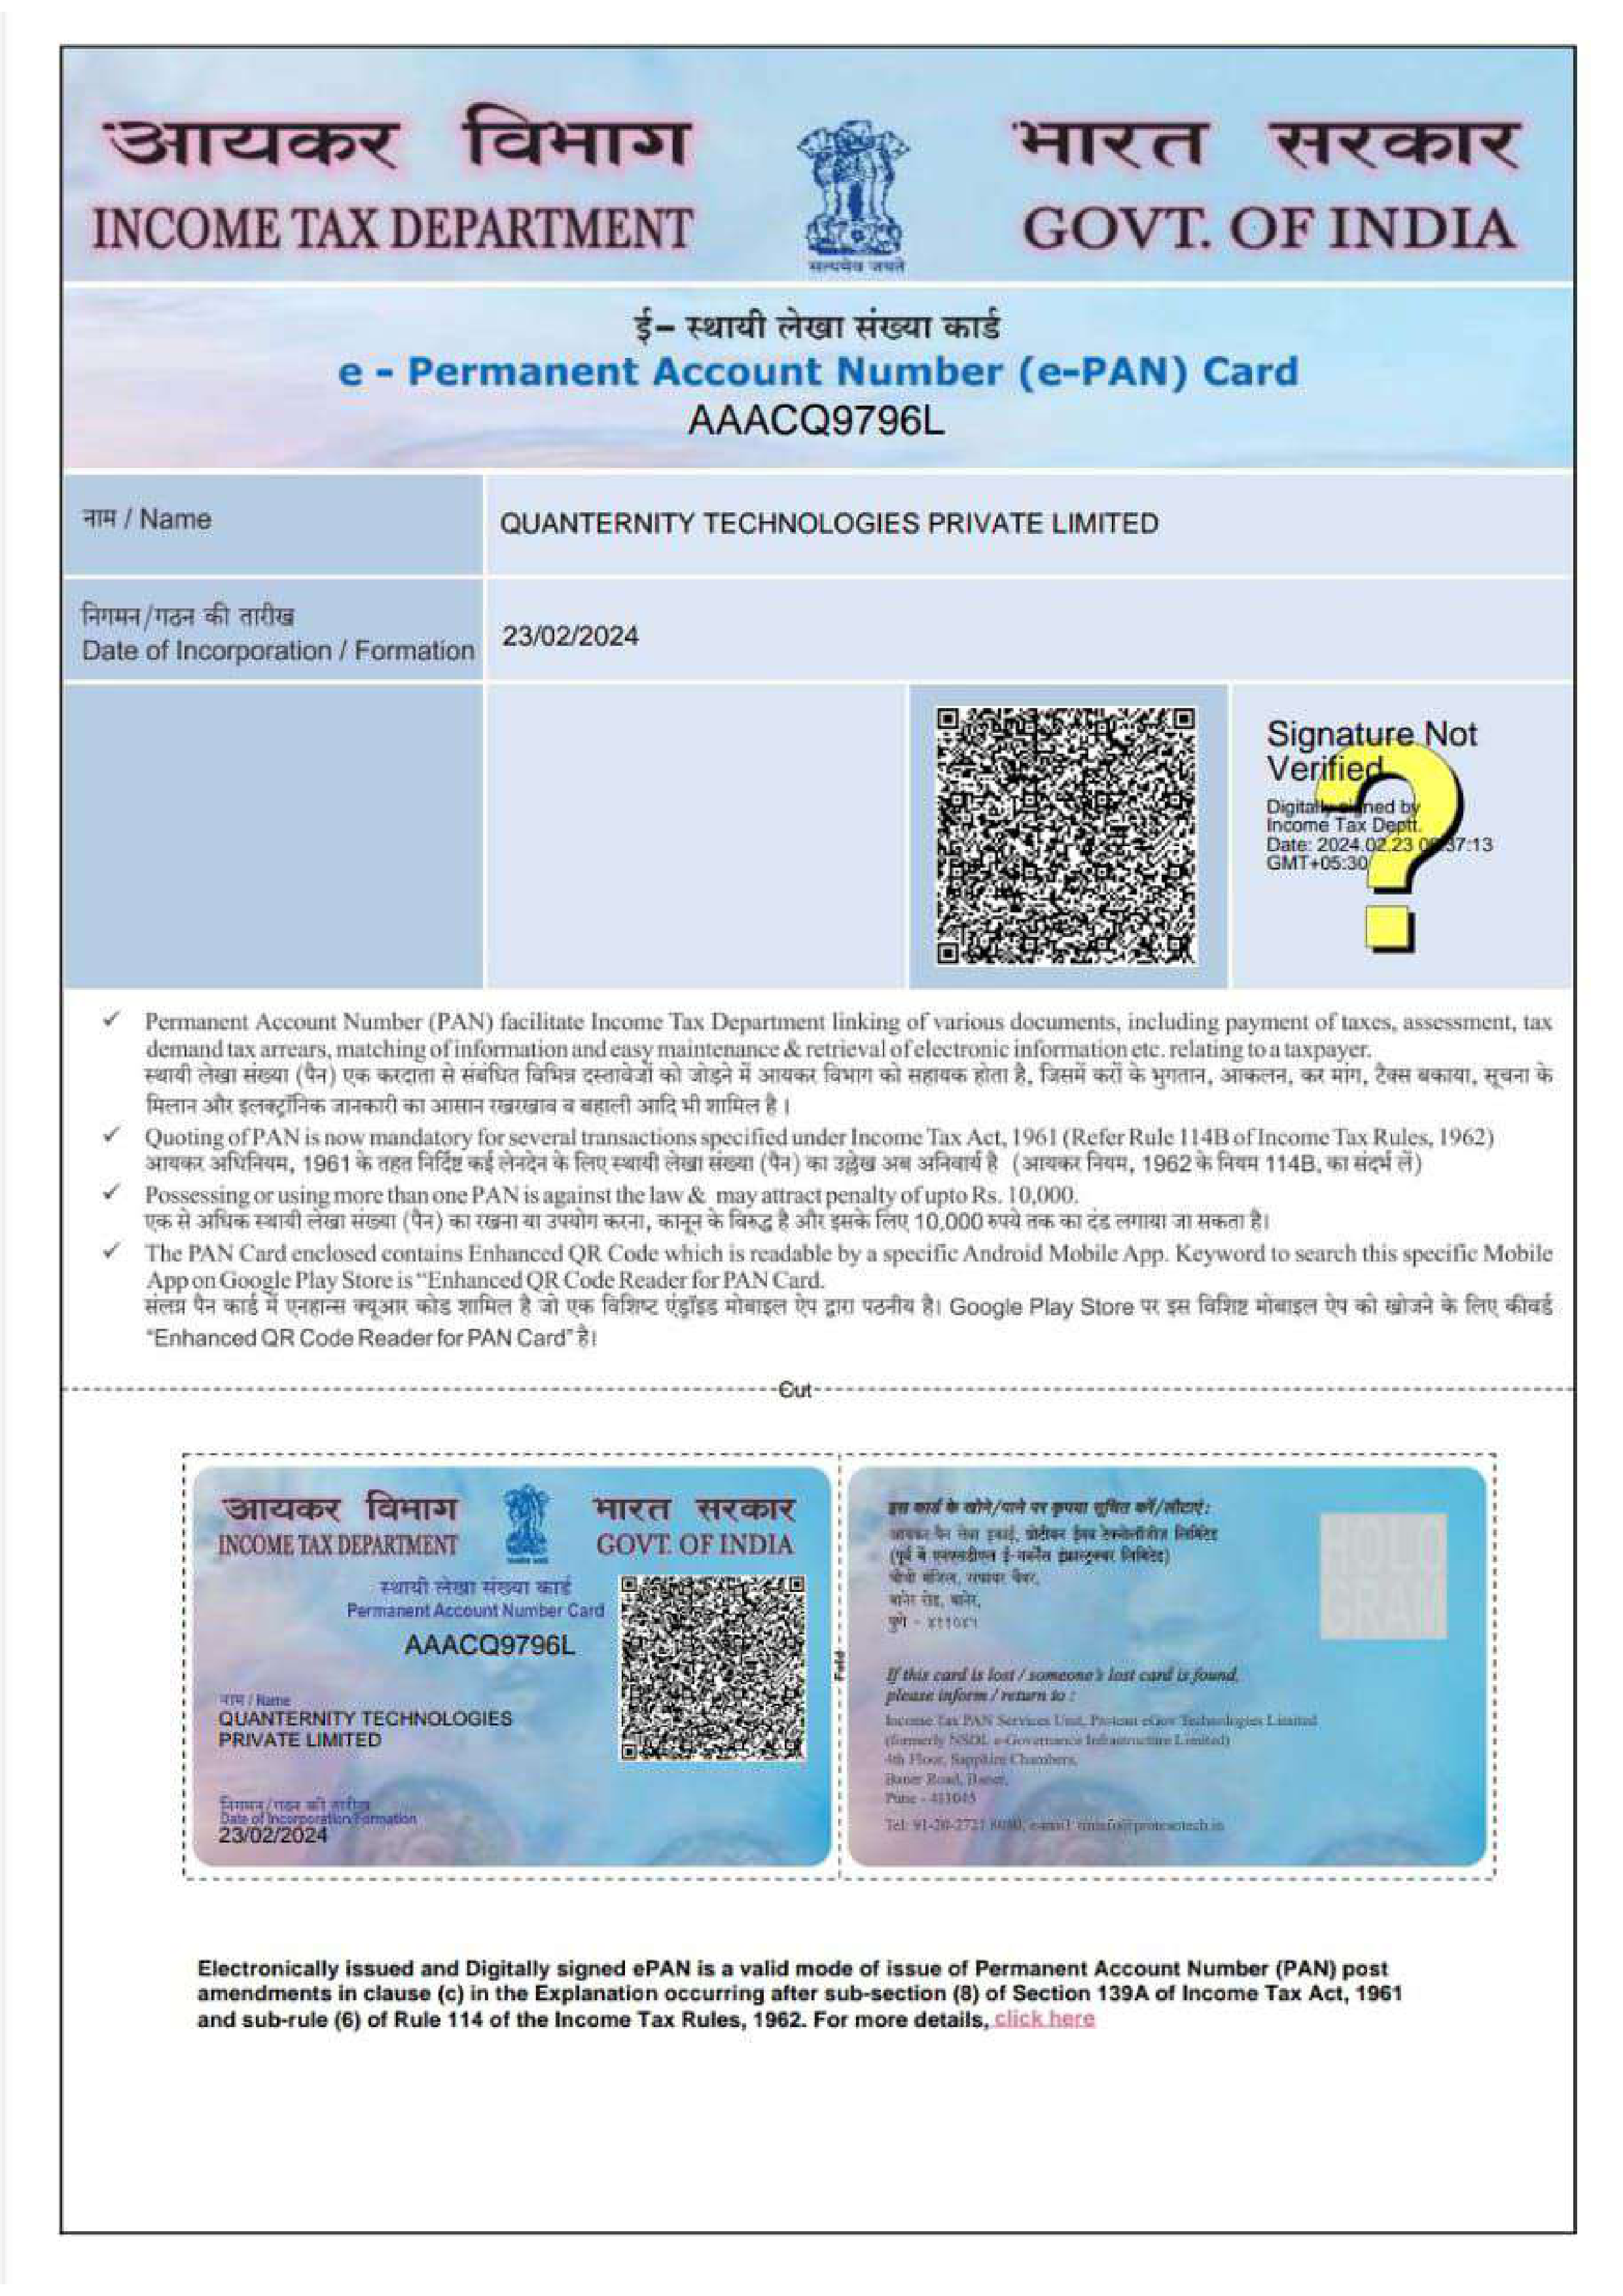 आयकर विभाग
INCOME TAX DEPARTMENT
सत्यमेव जयते
भारत सरकार
GOVT. OF INDIA
ई- स्थायी लेखा संख्या कार्ड
e - Permanent Account Number (e-PAN) Card
AAACQ9796L
नाम / Name
QUANTERNITY TECHNOLOGIES PRIVATE LIMITED
निगमन/गठन की तारीख
Date of Incorporation / Formation
23/02/2024
Signature Not
Verified
Digitally signed by
Income Tax Deptt.
Date: 2024.02.23 :37:13
GMT+05:30
✓ Permanent Account Number (PAN) facilitate Income Tax Department linking of various documents, including payment of taxes, assessment, tax
demand tax arrears, matching of information and easy maintenance & retrieval of electronic information etc. relating to a taxpayer.
स्थायी लेखा संख्या (पैन) एक करदाता से संबंधित विभिन्न दस्तावेजों को जोड़ने में आयकर विभाग को सहायक होता है, जिसमें करों के भुगतान, आकलन, कर मांग, टैक्स बकाया, सूचना के
मिलान और इलक्ट्रॉनिक जानकारी का आसान रखरखाव व बहाली आदि भी शामिल है ।
✓ Quoting of PAN is now mandatory for several transactions specified under Income Tax Act, 1961 (Refer Rule 114B of Income Tax Rules, 1962)
आयकर अधिनियम, 1961 के तहत निर्दिष्ट कई लेनदेन के लिए स्थायी लेखा संख्या (पैन) का उल्लेख अब अनिवार्य है (आयकर नियम, 1962 के नियम 114B, का संदर्भ लें)
✓ Possessing or using more than one PAN is against the law & may attract penalty of upto Rs. 10,000.
एक से अधिक स्थायी लेखा संख्या (पैन) का रखना या उपयोग करना, कानून के विरुद्ध है और इसके लिए 10,000 रुपये तक का दंड लगाया जा सकता है।
✓ The PAN Card enclosed contains Enhanced QR Code which is readable by a specific Android Mobile App. Keyword to search this specific Mobile
App on Google Play Store is "Enhanced QR Code Reader for PAN Card.
संलग्न पैन कार्ड में एनहान्स क्यूआर कोड शामिल है जो एक विशिष्ट एंड्रॉइड मोबाइल ऐप द्वारा पठनीय है। Google Play Store पर इस विशिष्ट मोबाइल ऐप को खोजने के लिए कीवर्ड
"Enhanced QR Code Reader for PAN Card" है।
Cut
आयकर विभाग
INCOME TAX DEPARTMENT
भारत सरकार
GOVT. OF INDIA
स्थायी लेखा संख्या कार्ड
Permanent Account Number Card
AAACQ9796L
नाम / Name
QUANTERNITY TECHNOLOGIES
PRIVATE LIMITED
निगमन/गठन की तारीख
Date of Incorporation/Formation
23/02/2024
Fold
इस कार्ड के खोने/पाने पर कृपया सूचित करें/लौटाएं:
आयकर पैन सेवा इकाई, प्रोटीयन ईगव टेक्नोलॉजीज लिमिटेड
(पूर्व में एनएसडीएल ई-गवर्नेंस इंफ्रास्ट्रक्चर लिमिटेड)
चौथी मंजिल, सफायर चेंबर,
बानेर रोड, बानेर,
पुणे - ४११०४५
HOLO
GRAM
If this card is lost / someone's lost card is found,
please inform / return to :
Income Tax PAN Services Unit, Protean eGov Technologies Limited
(formerly NSDL e-Governance Infrastructure Limited)
4th Floor, Sapphire Chambers,
Baner Road, Baner,
Pune - 411045
Tel: 91-20-2721 8080, e-mail: tininfo@proteantech.in
Electronically issued and Digitally signed ePAN is a valid mode of issue of Permanent Account Number (PAN) post
amendments in clause (c) in the Explanation occurring after sub-section (8) of Section 139A of Income Tax Act, 1961
and sub-rule (6) of Rule 114 of the Income Tax Rules, 1962. For more details, click here